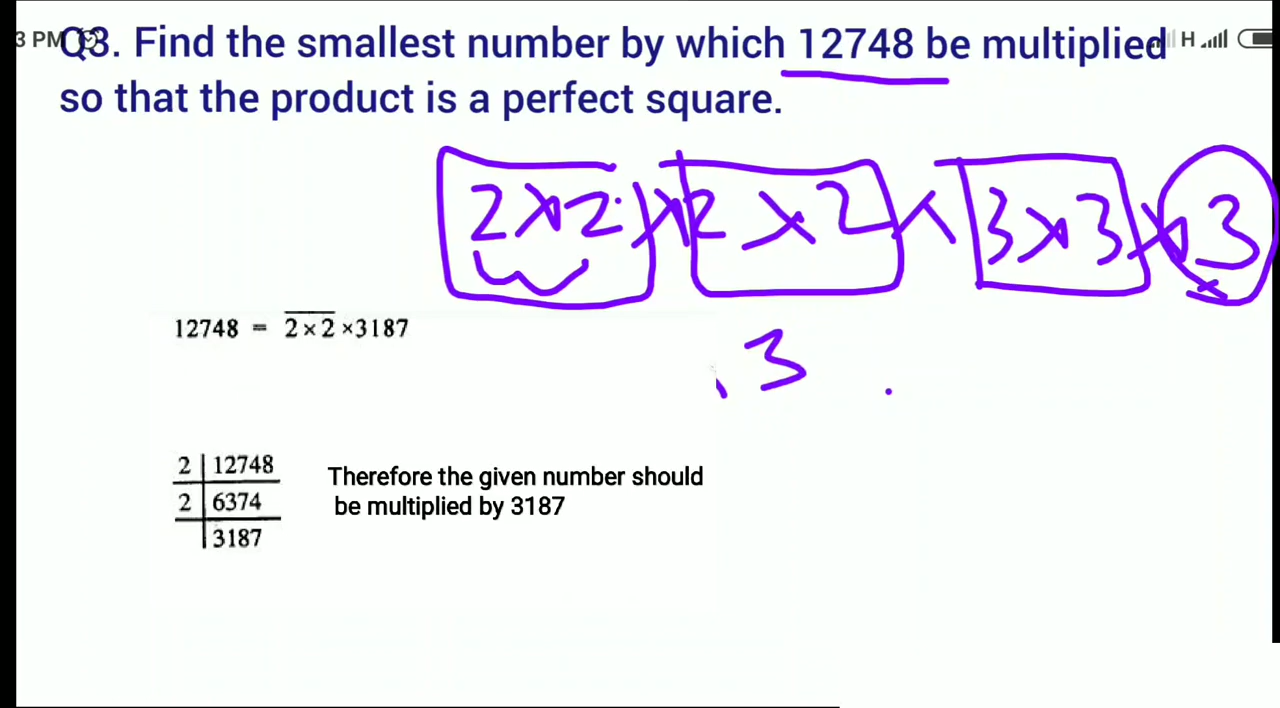 3 PM
H
Q3. Find the smallest number by which 12748 be multiplied
so that the product is a perfect square.
2 × 2 × 2 × 2 × 3 × 3 × 3
3
12748 = 2 × 2 × 3187
2 | 12748
2 | 6374
| 3187
Therefore the given number should
be multiplied by 3187